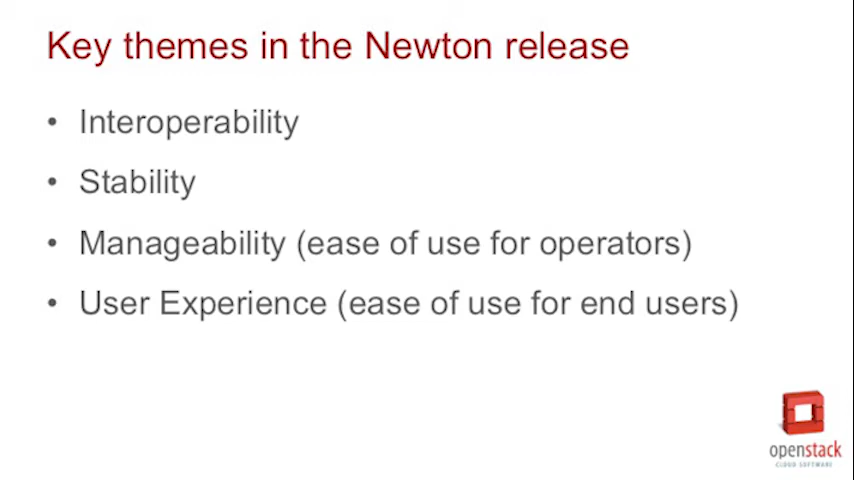 Key themes in the Newton release
• Interoperability
• Stability
• Manageability (ease of use for operators)
• User Experience (ease of use for end users)
openstack
CLOUD SOFTWARE